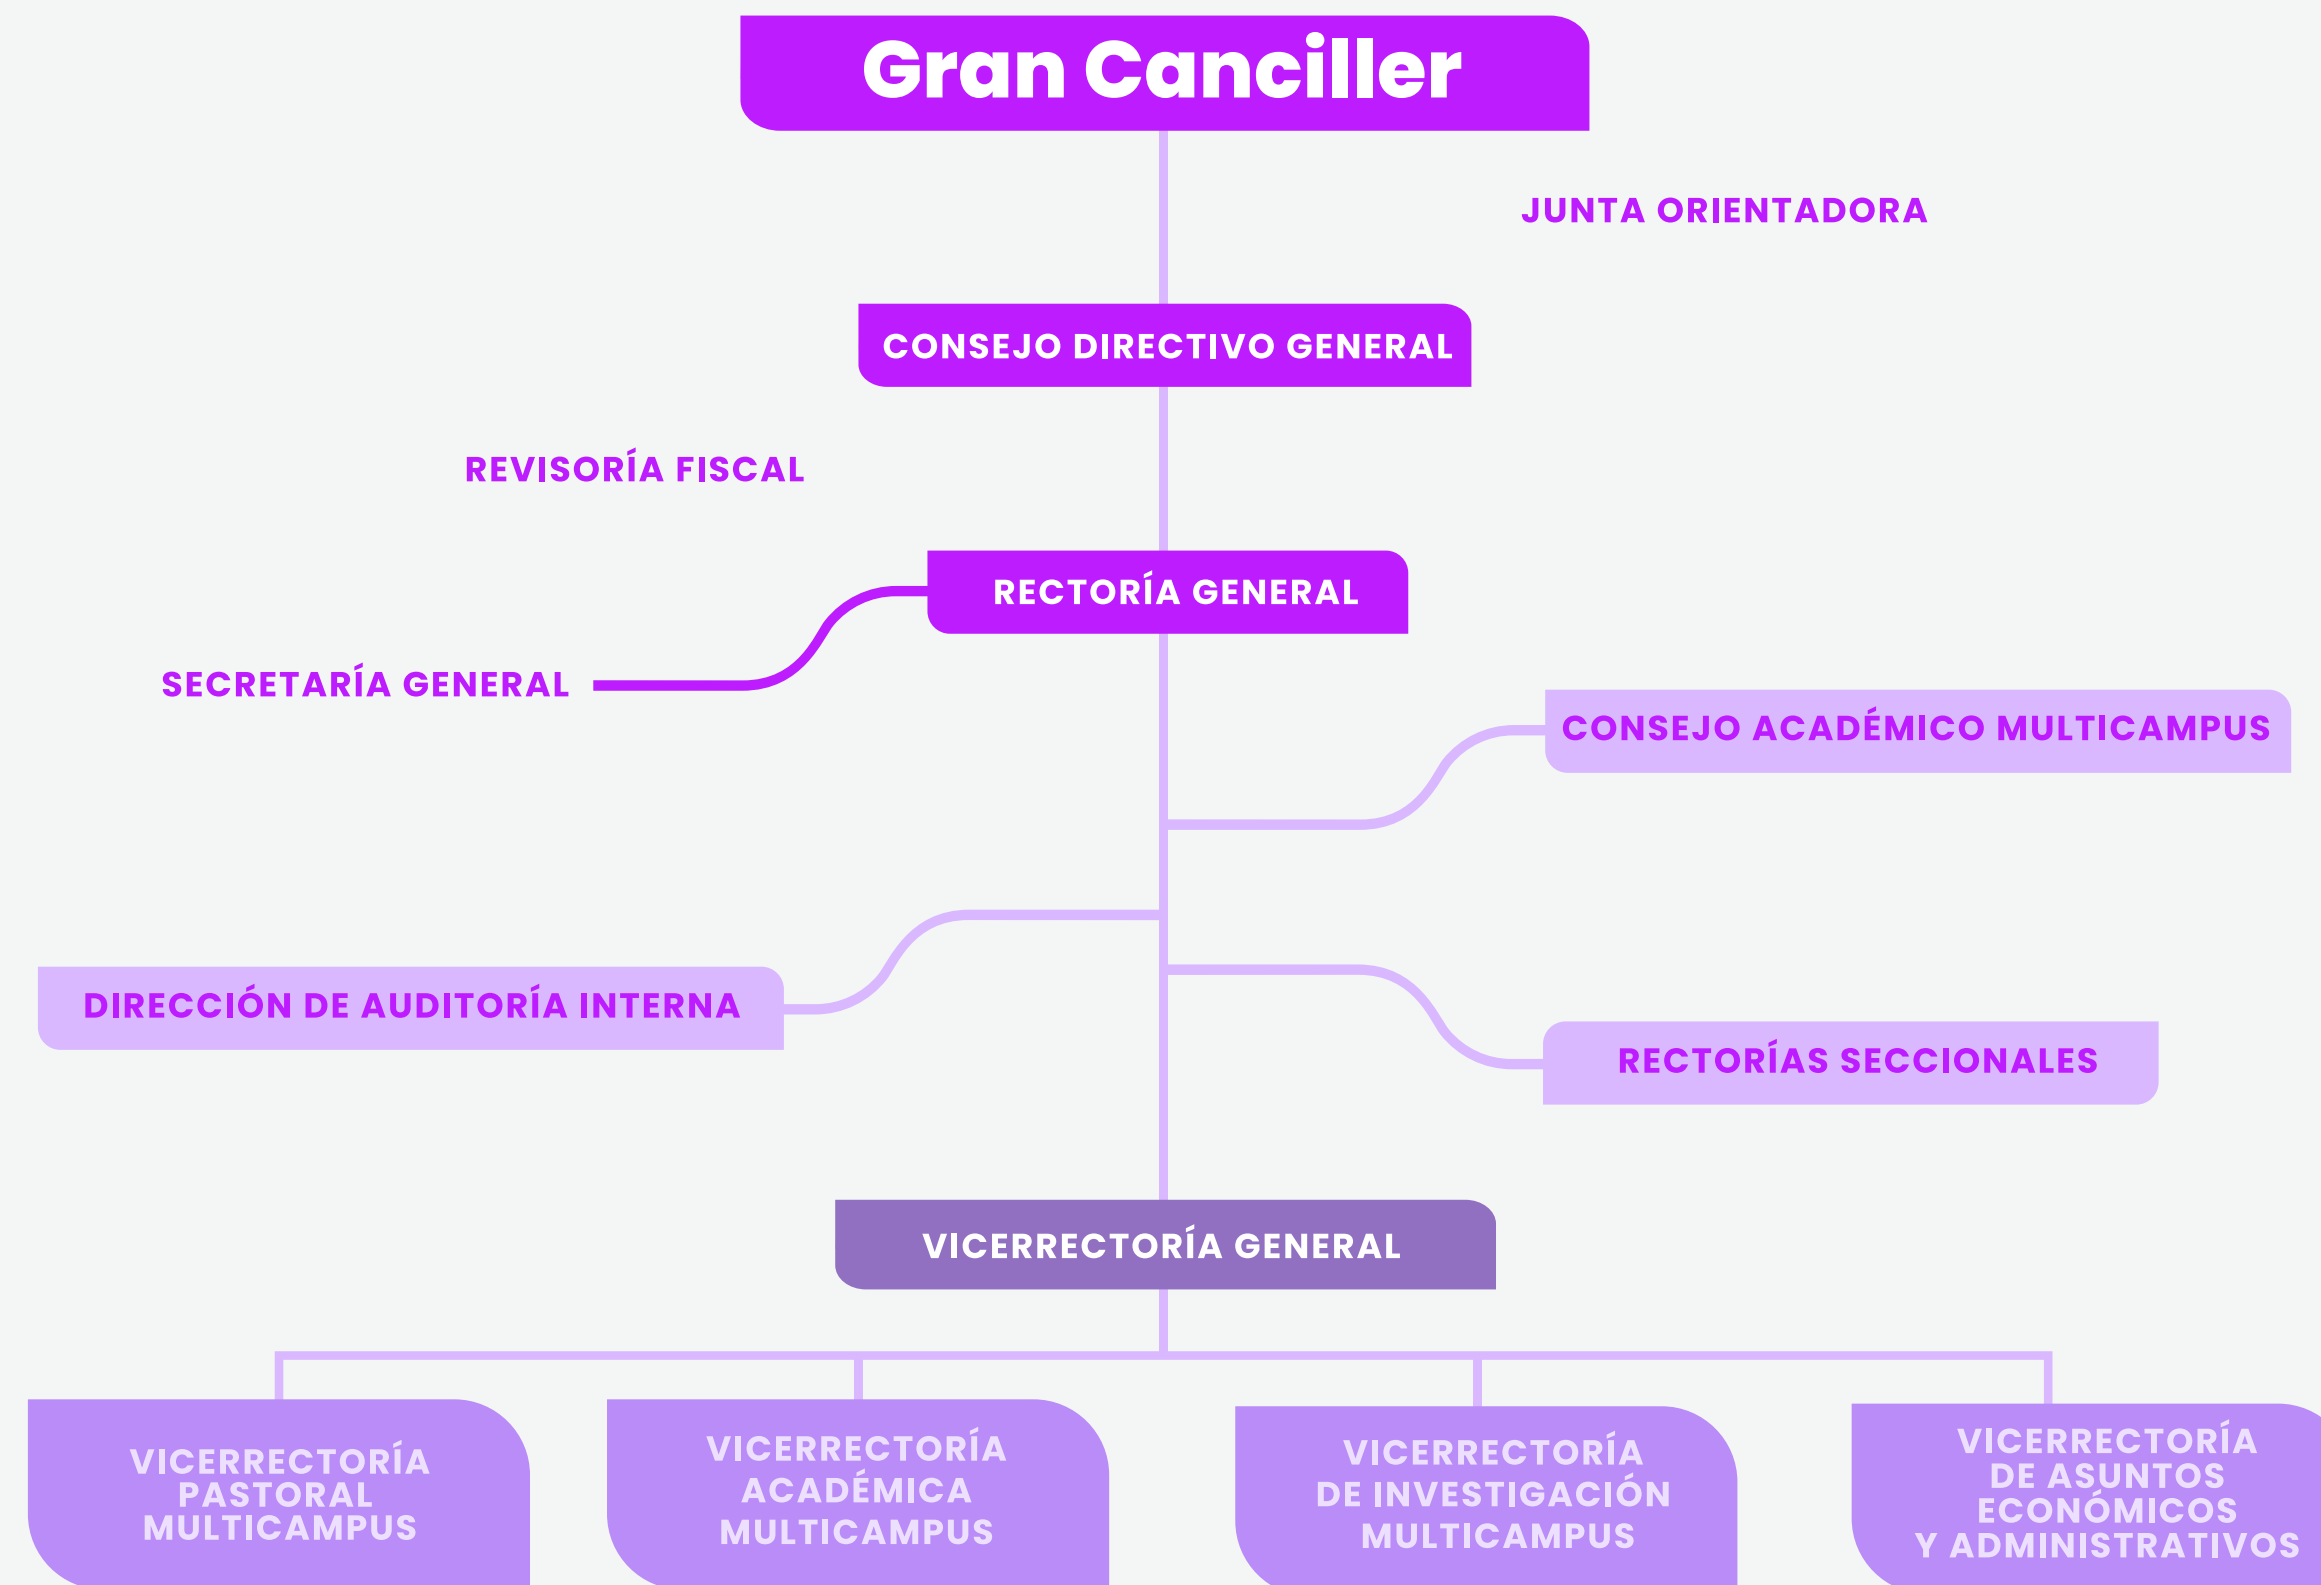 Gran Canciller
JUNTA ORIENTADORA
CONSEJO DIRECTIVO GENERAL
REVISORÍA FISCAL
RECTORÍA GENERAL
SECRETARÍA GENERAL
CONSEJO ACADÉMICO MULTICAMPUS
DIRECCIÓN DE AUDITORÍA INTERNA
RECTORÍAS SECCIONALES
VICERRECTORÍA GENERAL
VICERRECTORÍA
PASTORAL
MULTICAMPUS
VICERRECTORÍA
ACADÉMICA
MULTICAMPUS
VICERRECTORÍA
DE INVESTIGACIÓN
MULTICAMPUS
VICERRECTORÍA
DE ASUNTOS
ECONÓMICOS
Y ADMINISTRATIVOS